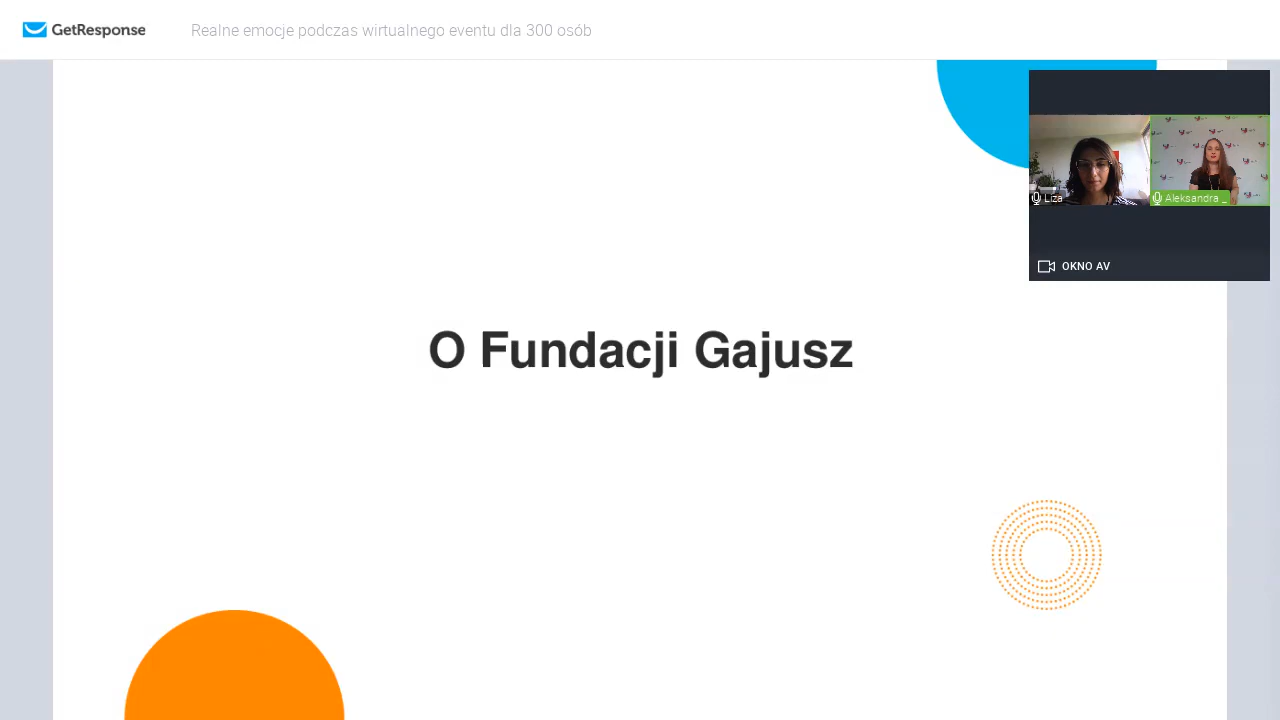 GetResponse
Realne emocje podczas wirtualnego eventu dla 300 osób
Liza
Aleksandra _
OKNO AV
O Fundacji Gajusz